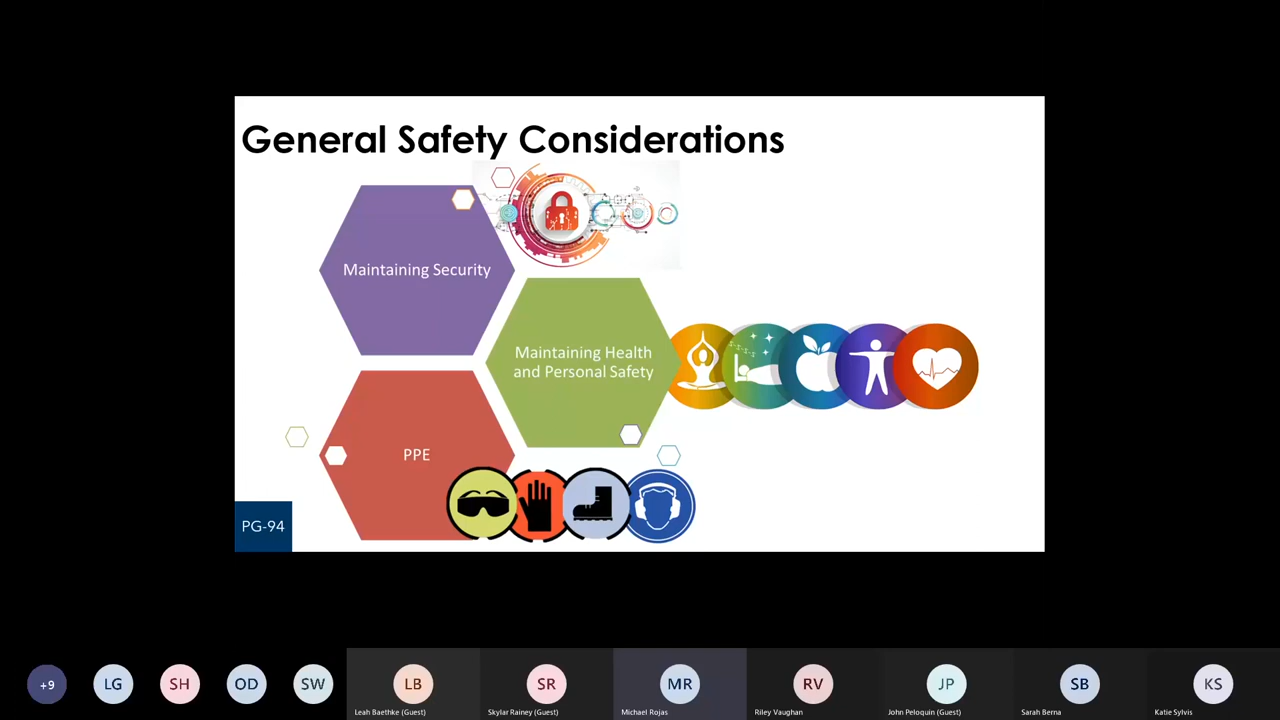 General Safety Considerations
Maintaining Security
Maintaining Health
and Personal Safety
PPE
PG-94
+9
LG
SH
OD
SW
LB
Leah Baethke (Guest)
SR
Skylar Rainey (Guest)
MR
Michael Rojas
RV
Riley Vaughan
JP
John Peloquin (Guest)
SB
Sarah Berna
KS
Katie Sylvis